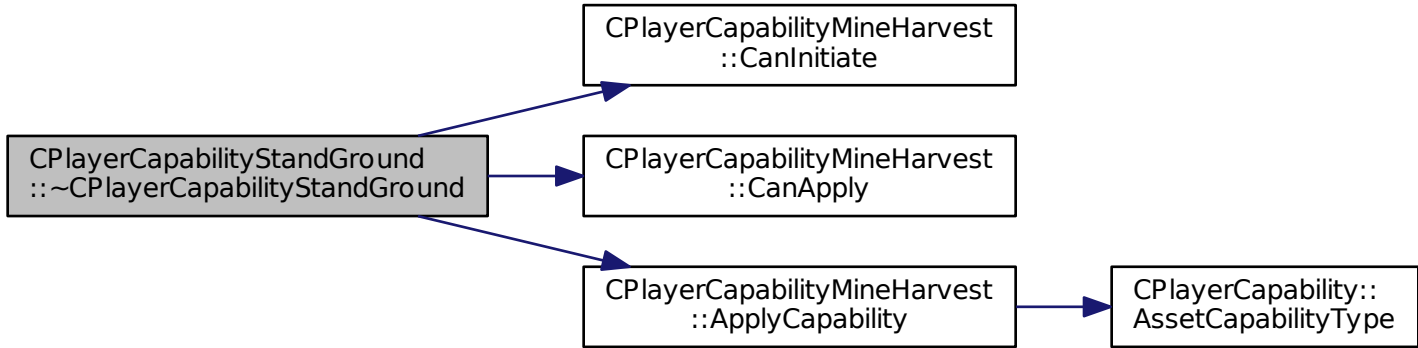 CPlayerCapabilityMineHarvest
::CanInitiate
CPlayerCapabilityStandGround
::~CPlayerCapabilityStandGround
CPlayerCapabilityMineHarvest
::CanApply
CPlayerCapabilityMineHarvest
::ApplyCapability
CPlayerCapability::
AssetCapabilityType